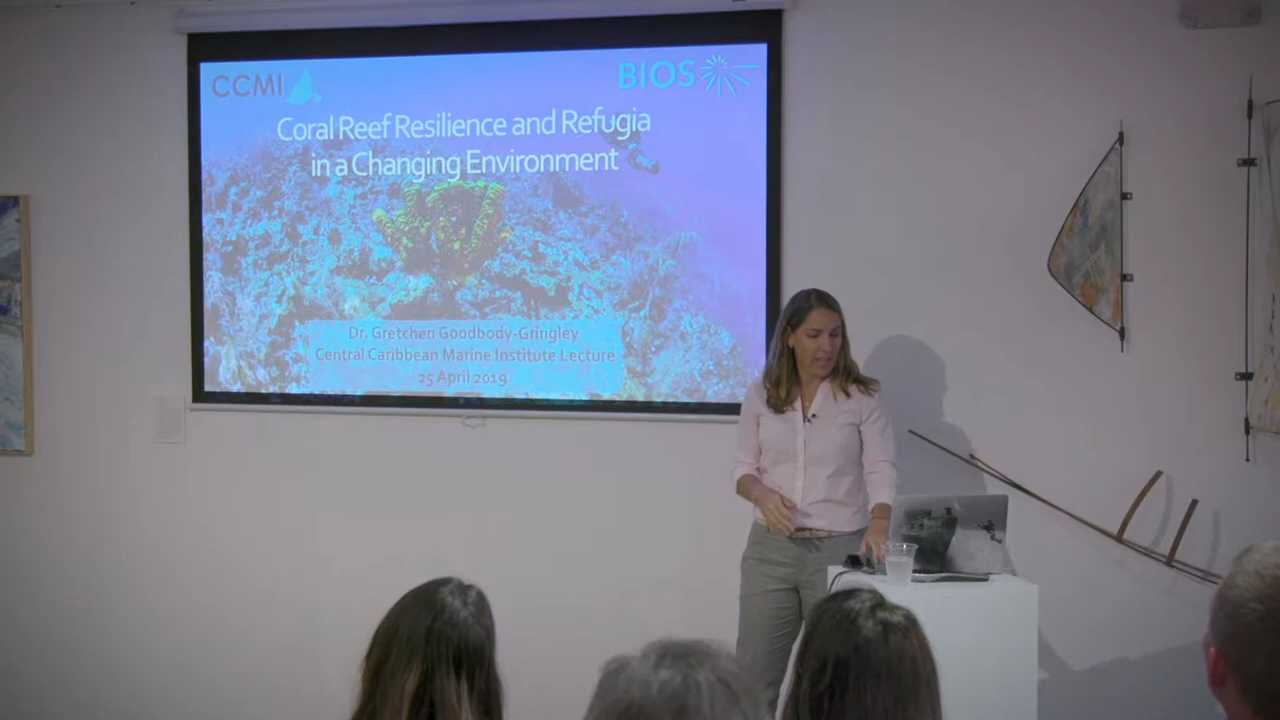 CCMI
BIOS
Coral Reef Resilience and Refugia
in a Changing Environment
Dr. Gretchen Goodbody-Gringley
Central Caribbean Marine Institute Lecture
25 April 2019